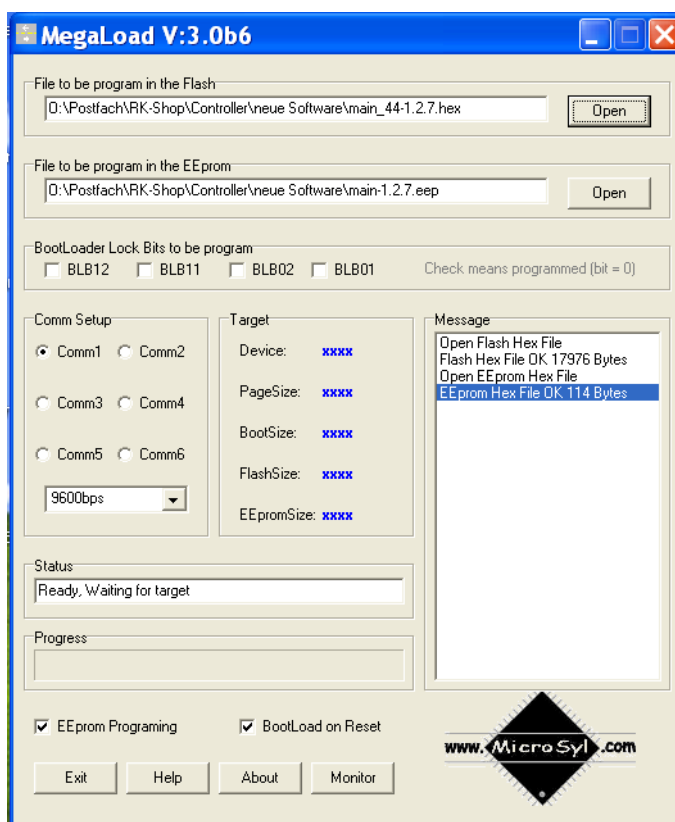 MegaLoad V:3.0b6
File to be program in the Flash
O:\Postfach\RK-Shop\Controller\neue Software\main_44-1.2.7.hex
Open
File to be program in the EEprom
O:\Postfach\RK-Shop\Controller\neue Software\main-1.2.7.eep
Open
BootLoader Lock Bits to be program
BLB12 BLB11 BLB02 BLB01 Check means programmed (bit = 0)
Comm Setup
Comm1 Comm2
Comm3 Comm4
Comm5 Comm6
9600bps
Target
Device: xxxx
PageSize: xxxx
BootSize: xxxx
FlashSize: xxxx
EEpromSize: xxxx
Message
Open Flash Hex File
Flash Hex File OK 17976 Bytes
Open EEprom Hex File
EEprom Hex File OK 114 Bytes
Status
Ready, Waiting for target
Progress
EEprom Programing BootLoad on Reset
www.MicroSyl.com
Exit Help About Monitor